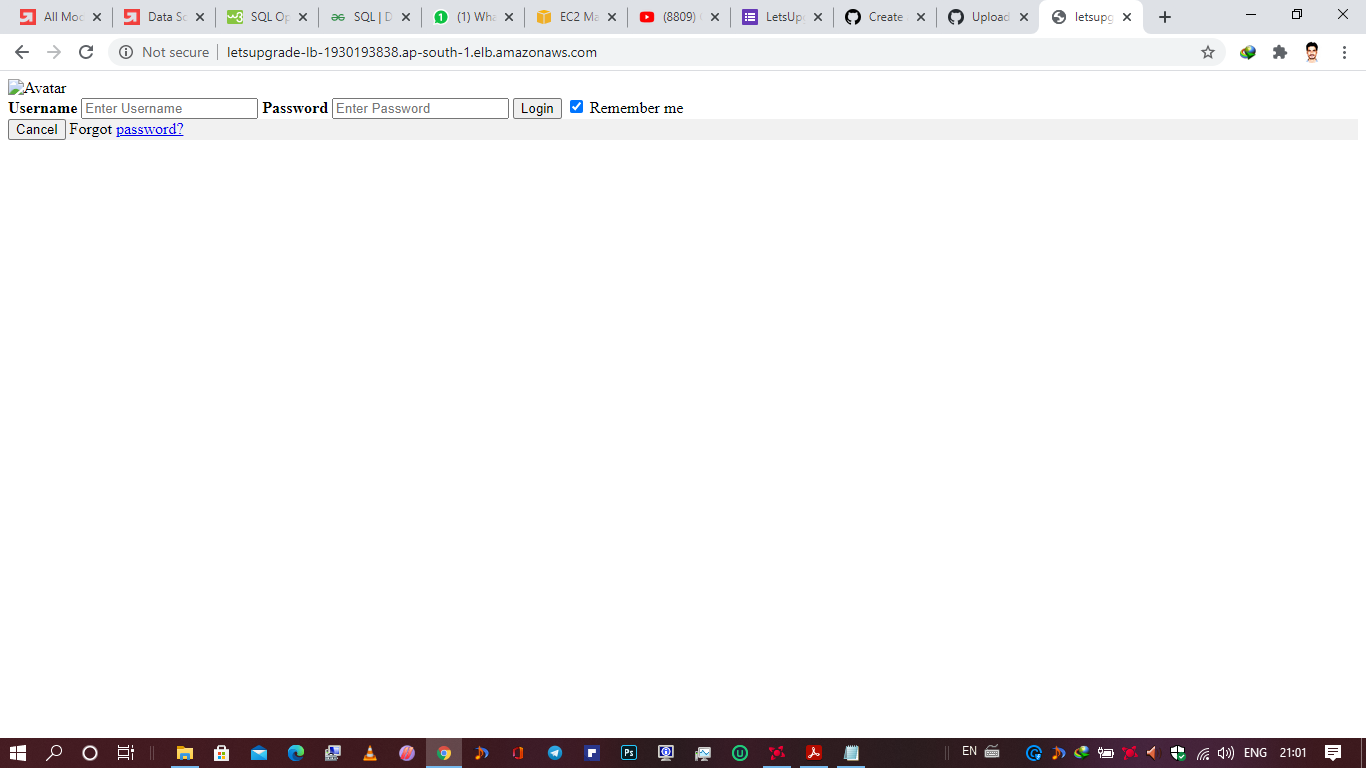 All Moc
Data Sc
SQL Op
SQL | D
(1) Wha
EC2 Ma
(8809)
LetsUp
Create
Upload
letsupg
Not secure
letsupgrade-lb-1930193838.ap-south-1.elb.amazonaws.com
Avatar
Username Enter Username Password Enter Password Login Remember me
Cancel Forgot password?
EN
ENG 21:01